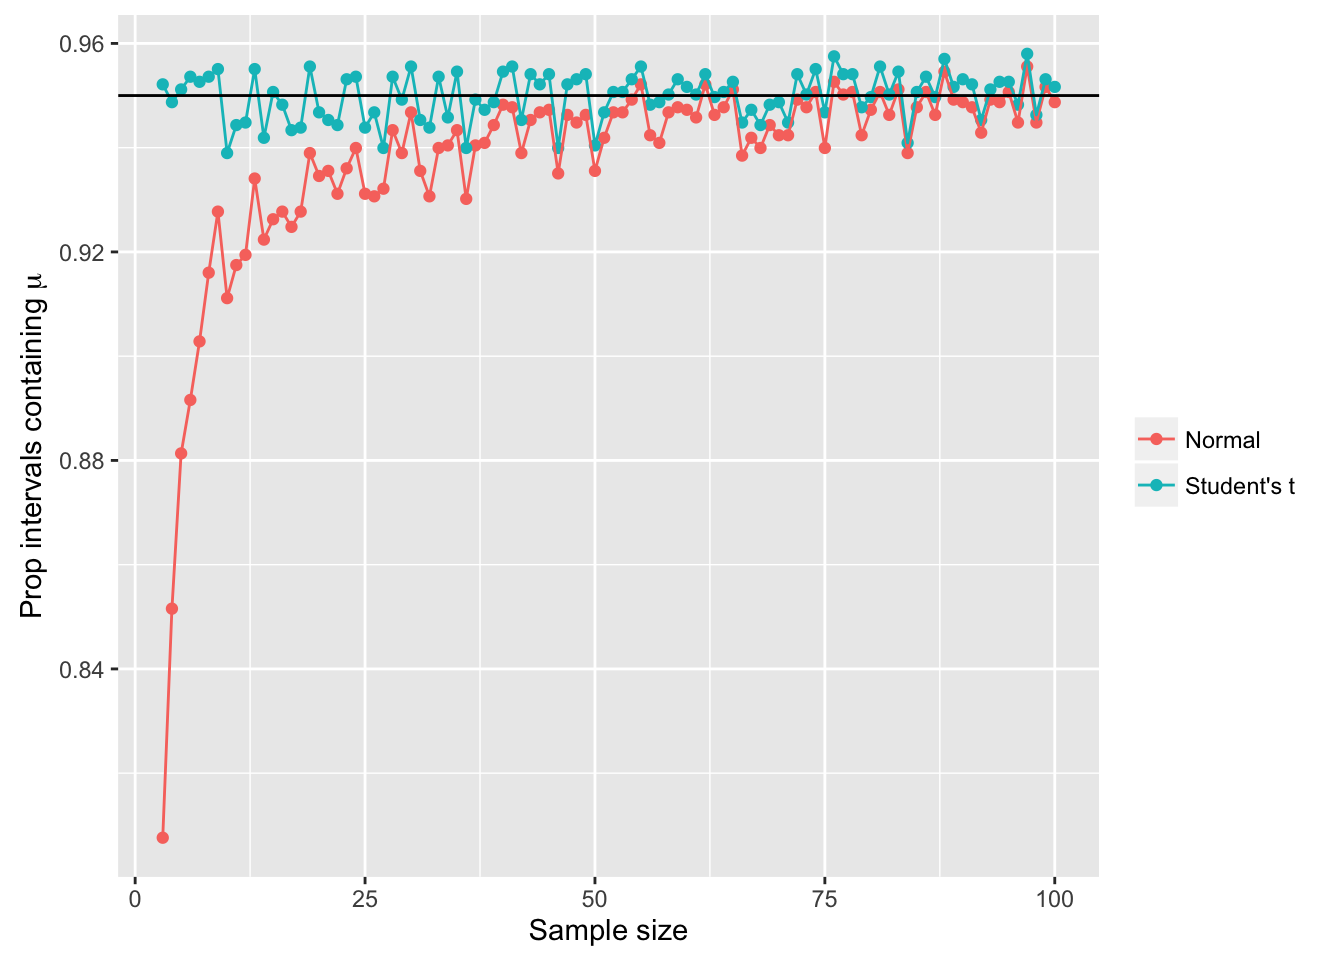 0.96
0.92
0.88
0.84
Prop intervals containing μ
0
25
50
75
100
Sample size
Normal
Student's t